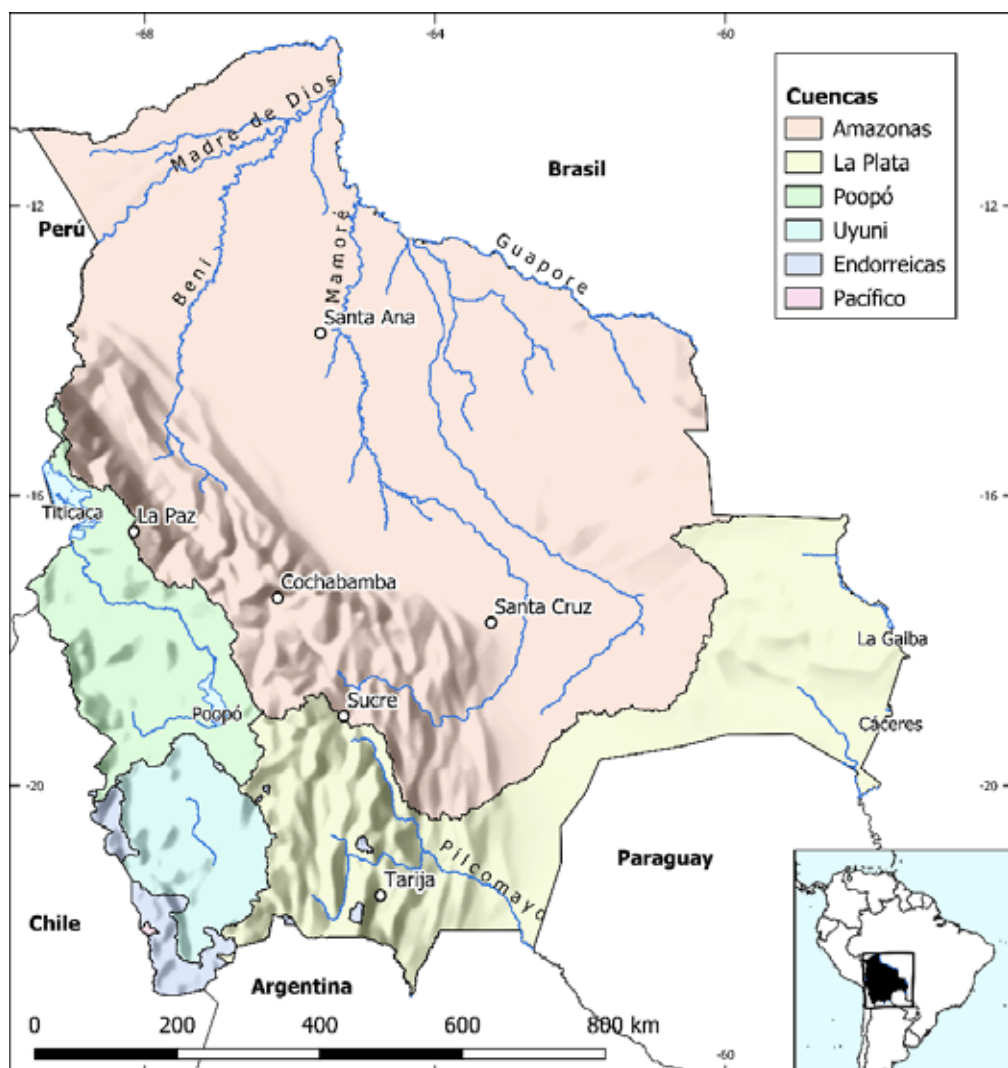 -68
-64
-60
Cuencas
Amazonas
La Plata
Poopó
Uyuni
Endorreicas
Pacífico
Madre de Dios
Brasil
-12
-12
Perú
Guapore
Mamoré
Beni
Santa Ana
-16
-16
Titicaca
La Paz
Cochabamba
Santa Cruz
La Gaiba
Sucre
Poopó
Cáceres
-20
-20
Pilcomayo
Paraguay
Tarija
Chile
Argentina
0 200 400 600 800 km
-60